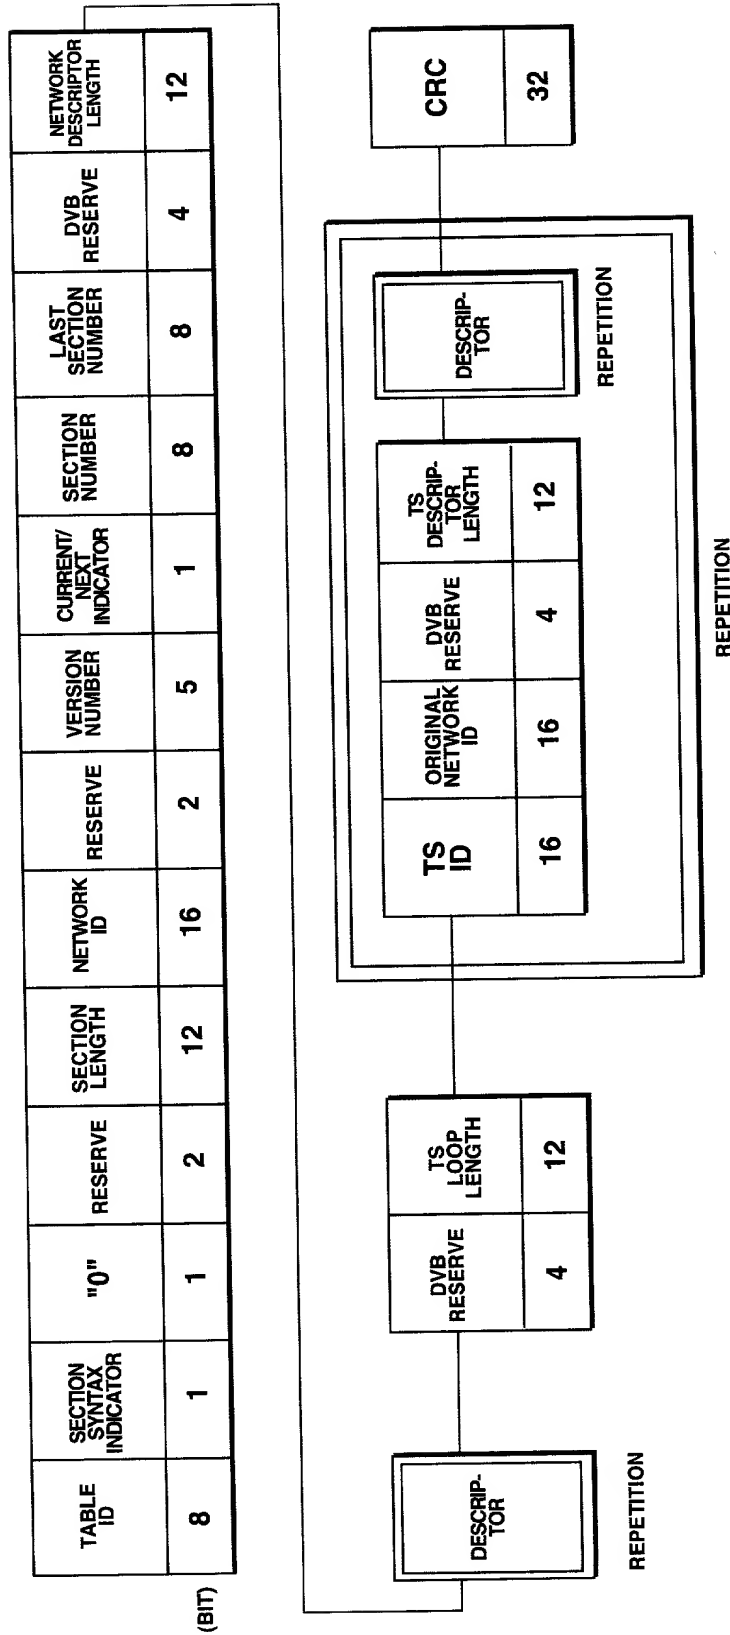 TABLE
ID
SECTION
SYNTAX
INDICATOR
"0"
RESERVE
SECTION
LENGTH
NETWORK
ID
RESERVE
VERSION
NUMBER
CURRENT/
NEXT
INDICATOR
SECTION
NUMBER
LAST
SECTION
NUMBER
DVB
RESERVE
NETWORK
DESCRIPTOR
LENGTH
(BIT)
8
1
1
2
12
16
2
5
1
8
8
4
12
DESCRIP-
TOR
REPETITION
DVB
RESERVE
TS
LOOP
LENGTH
4
12
TS
ID
ORIGINAL
NETWORK
ID
DVB
RESERVE
TS
DESCRIP-
TOR
LENGTH
16
16
4
12
DESCRIP-
TOR
REPETITION
REPETITION
CRC
32